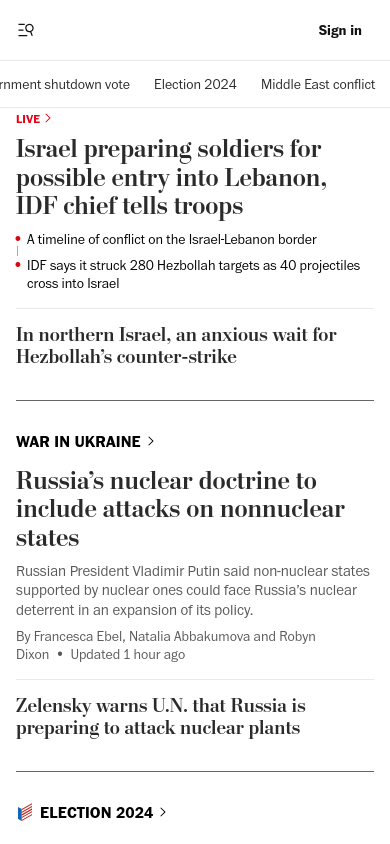 Sign in
rnment shutdown vote Election 2024 Middle East conflict
LIVE
Israel preparing soldiers for
possible entry into Lebanon,
IDF chief tells troops
A timeline of conflict on the Israel-Lebanon border
IDF says it struck 280 Hezbollah targets as 40 projectiles
cross into Israel
In northern Israel, an anxious wait for
Hezbollah’s counter-strike
WAR IN UKRAINE
Russia’s nuclear doctrine to
include attacks on nonnuclear
states
Russian President Vladimir Putin said non-nuclear states
supported by nuclear ones could face Russia’s nuclear
deterrent in an expansion of its policy.
By Francesca Ebel, Natalia Abbakumova and Robyn
Dixon • Updated 1 hour ago
Zelensky warns U.N. that Russia is
preparing to attack nuclear plants
ELECTION 2024